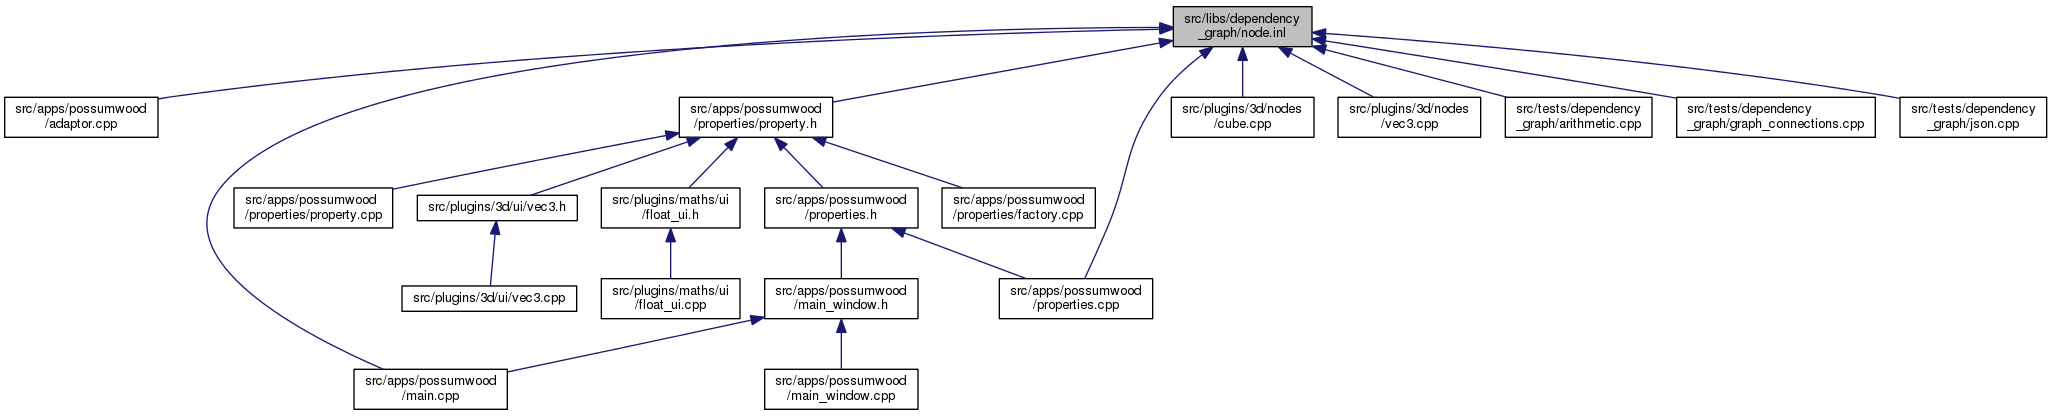 src/libs/dependency
_graph/node.inl
src/apps/possumwood
/adaptor.cpp
src/apps/possumwood
/properties/property.h
src/plugins/3d/nodes
/cube.cpp
src/plugins/3d/nodes
/vec3.cpp
src/tests/dependency
_graph/arithmetic.cpp
src/tests/dependency
_graph/graph_connections.cpp
src/tests/dependency
_graph/json.cpp
src/apps/possumwood
/properties/property.cpp
src/plugins/3d/ui/vec3.h
src/plugins/maths/ui
/float_ui.h
src/apps/possumwood
/properties.h
src/apps/possumwood
/properties/factory.cpp
src/plugins/3d/ui/vec3.cpp
src/plugins/maths/ui
/float_ui.cpp
src/apps/possumwood
/main_window.h
src/apps/possumwood
/properties.cpp
src/apps/possumwood
/main.cpp
src/apps/possumwood
/main_window.cpp